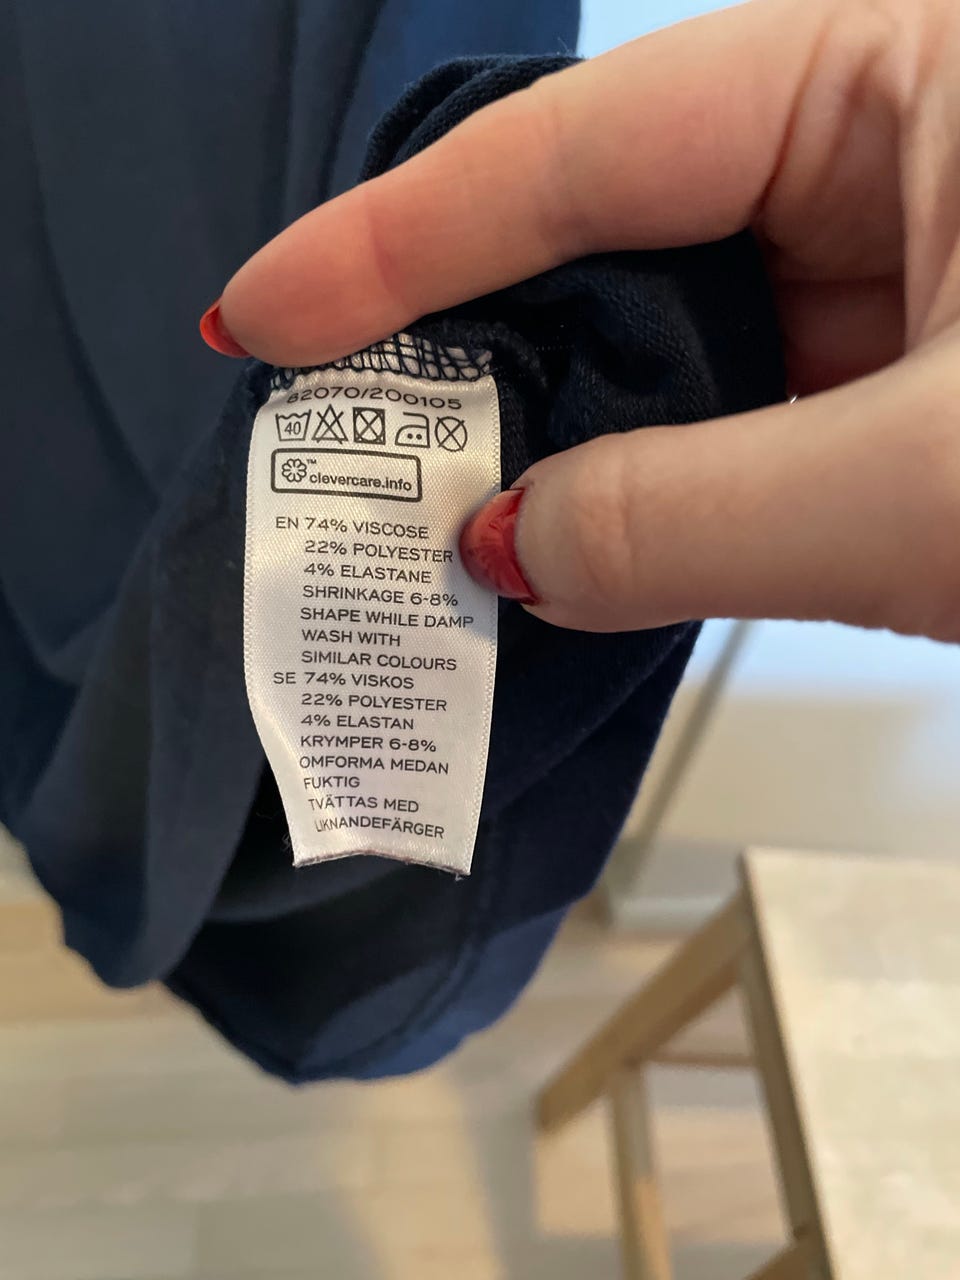 82070/200105
40
™
clevercare.info
EN 74% VISCOSE
22% POLYESTER
4% ELASTANE
SHRINKAGE 6-8%
SHAPE WHILE DAMP
WASH WITH
SIMILAR COLOURS
SE 74% VISKOS
22% POLYESTER
4% ELASTAN
KRYMPER 6-8%
OMFORMA MEDAN
FUKTIG
TVÄTTAS MED
LIKNANDEFÄRGER